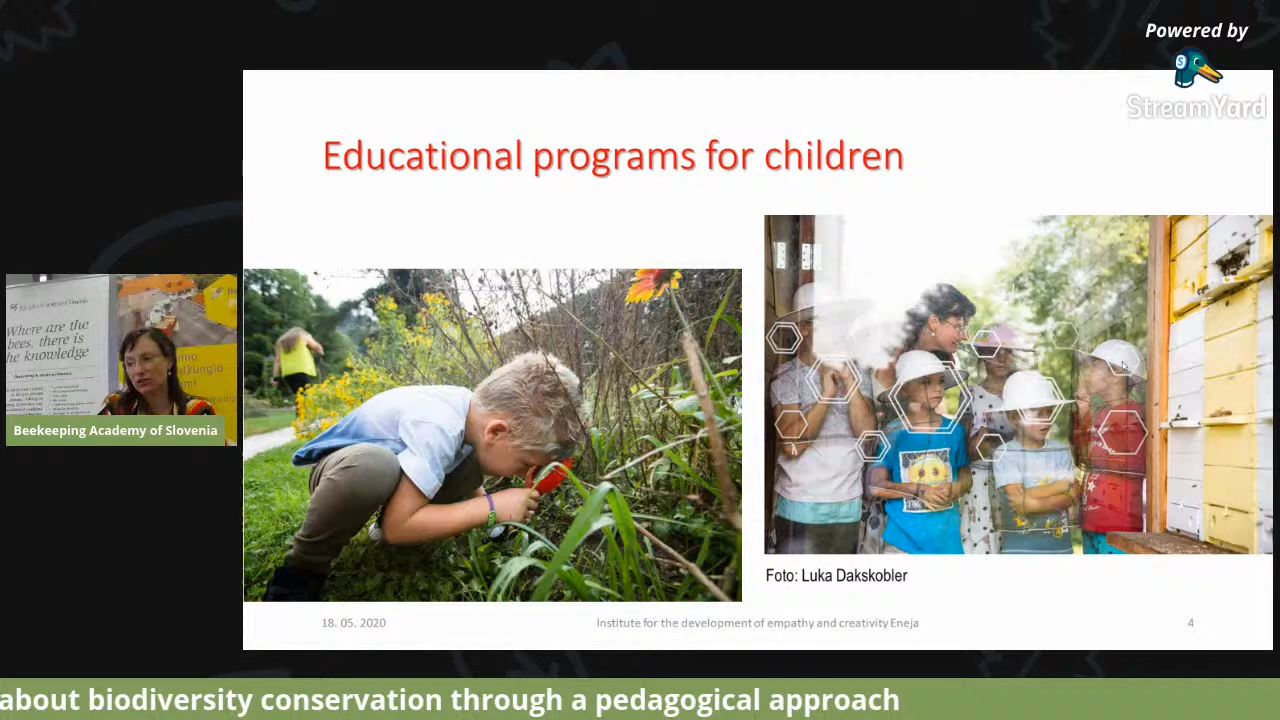 Powered by
StreamYard
Educational programs for children
Where are the
bees, there is
the knowledge
Beekeeping Academy of Slovenia
Foto: Luka Dakskobler
18. 05. 2020
Institute for the development of empathy and creativity Eneja
4
about biodiversity conservation through a pedagogical approach